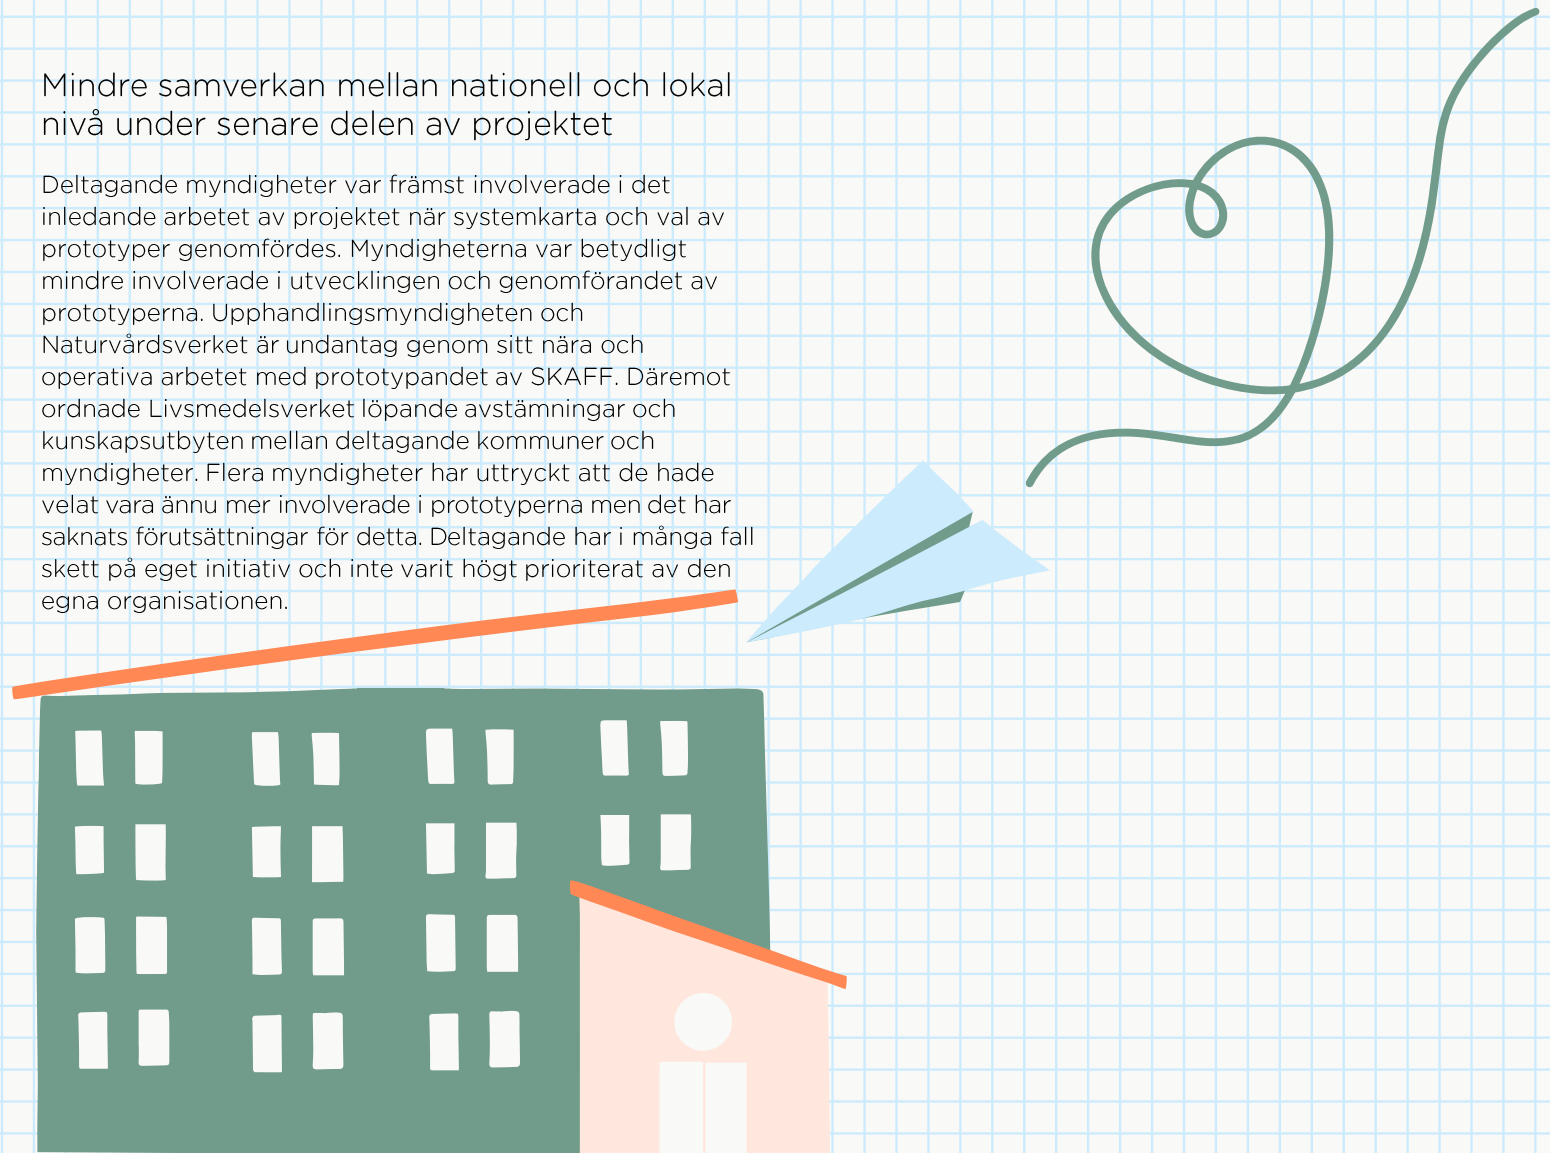 Mindre samverkan mellan nationell och lokal
nivå under senare delen av projektet
Deltagande myndigheter var främst involverade i det
inledande arbetet av projektet när systemkarta och val av
prototyper genomfördes. Myndigheterna var betydligt
mindre involverade i utvecklingen och genomförandet av
prototyperna. Upphandlingsmyndigheten och
Naturvårdsverket är undantag genom sitt nära och
operativa arbetet med prototypandet av SKAFF. Däremot
ordnade Livsmedelsverket löpande avstämningar och
kunskapsutbyten mellan deltagande kommuner och
myndigheter. Flera myndigheter har uttryckt att de hade
velat vara ännu mer involverade i prototyperna men det har
saknats förutsättningar för detta. Deltagande har i många fall
skett på eget initiativ och inte varit högt prioriterat av den
egna organisationen.